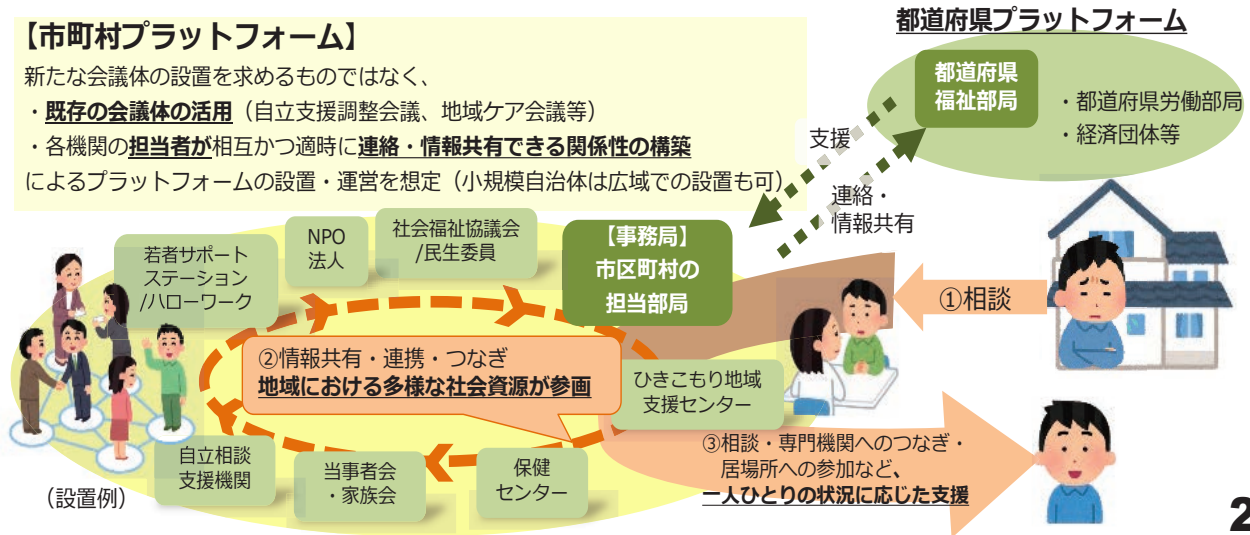 【市町村プラットフォーム】
新たな会議体の設置を求めるものではなく、
・既存の会議体の活用（自立支援調整会議、地域ケア会議等）
・各機関の担当者が相互かつ適時に連絡・情報共有できる関係性の構築
によるプラットフォームの設置・運営を想定（小規模自治体は広域での設置も可）
都道府県プラットフォーム
都道府県
福祉部局
・都道府県労働部局
・経済団体等
支援
連絡・
情報共有
若者サポート
ステーション
/ハローワーク
NPO
法人
社会福祉協議会
/民生委員
【事務局】
市区町村の
担当部局
①相談
②情報共有・連携・つなぎ
地域における多様な社会資源が参画
ひきこもり地域
支援センター
自立相談
支援機関
当事者会
・家族会
保健
センター
③相談・専門機関へのつなぎ・
居場所への参加など、
一人ひとりの状況に応じた支援
（設置例）
2